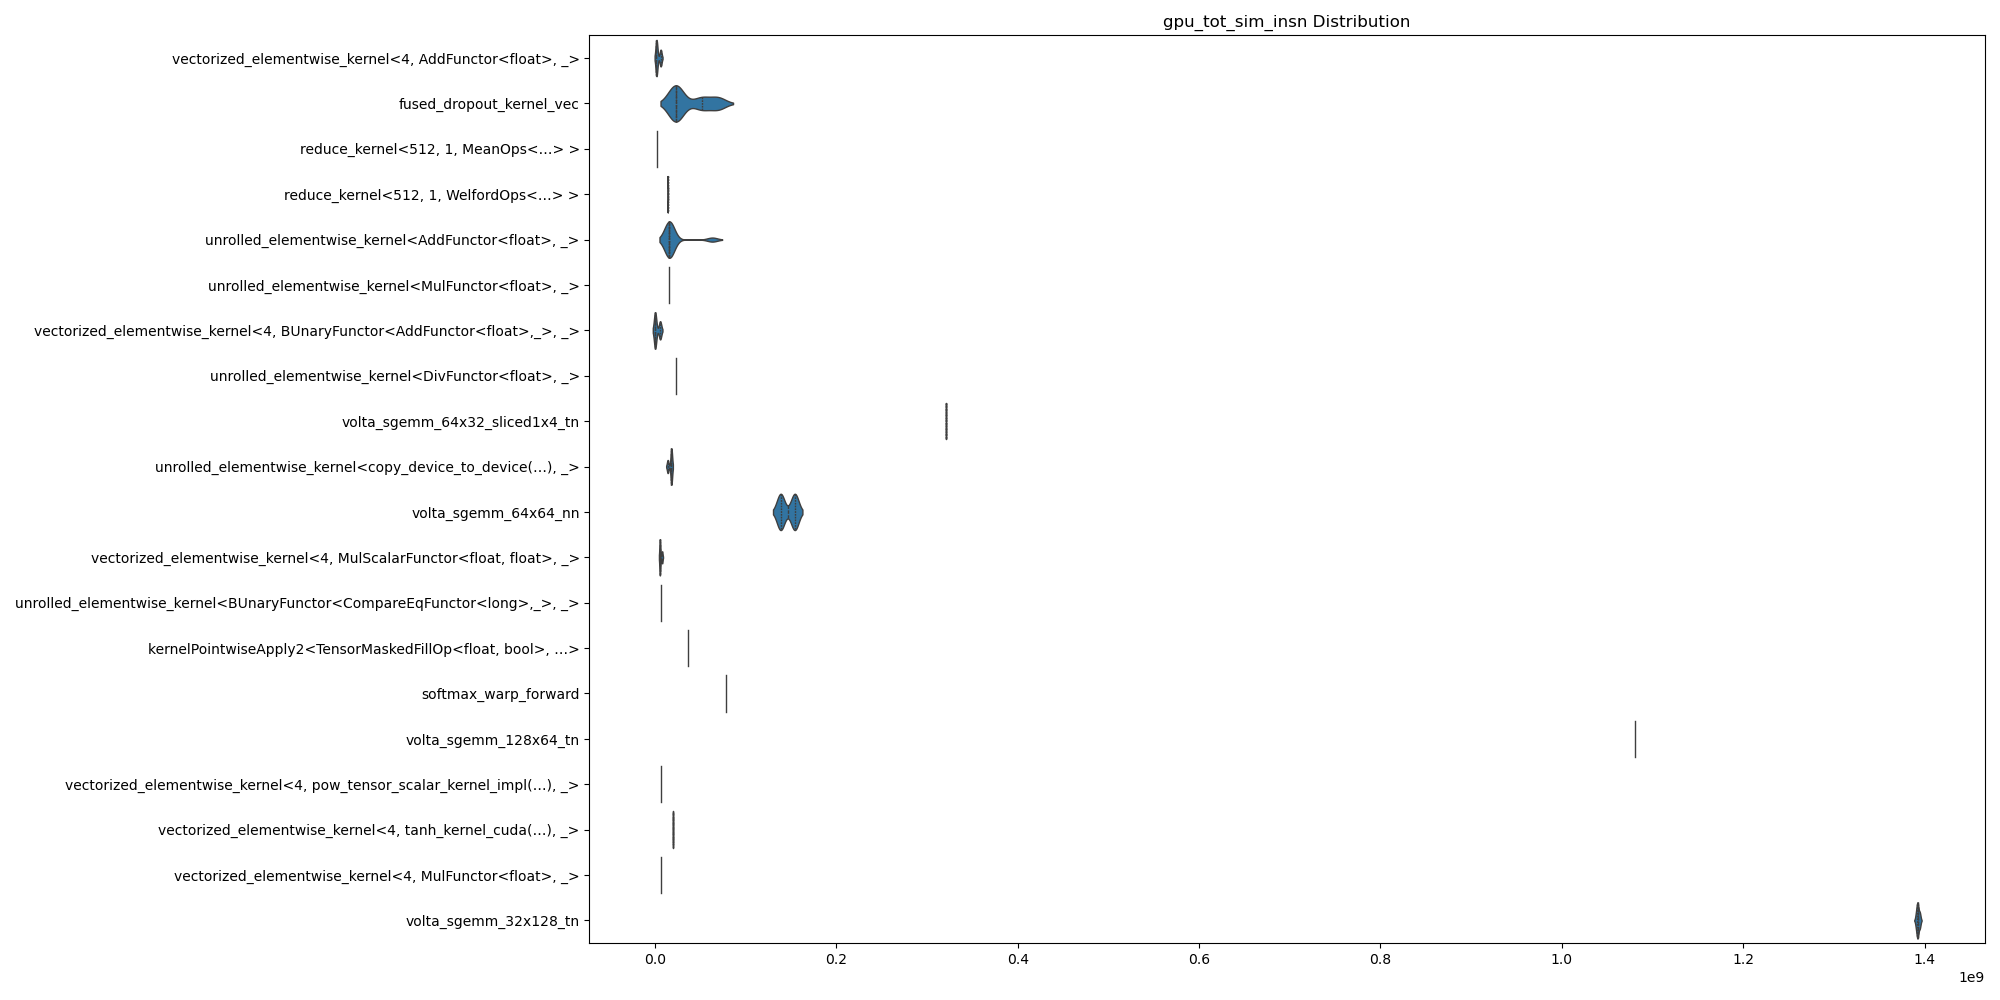 gpu_tot_sim_insn Distribution
vectorized_elementwise_kernel<4, AddFunctor<float>, _>
fused_dropout_kernel_vec
reduce_kernel<512, 1, MeanOps<...> >
reduce_kernel<512, 1, WelfordOps<...> >
unrolled_elementwise_kernel<AddFunctor<float>, _>
unrolled_elementwise_kernel<MulFunctor<float>, _>
vectorized_elementwise_kernel<4, BUnaryFunctor<AddFunctor<float>,_>, _>
unrolled_elementwise_kernel<DivFunctor<float>, _>
volta_sgemm_64x32_sliced1x4_tn
unrolled_elementwise_kernel<copy_device_to_device(...), _>
volta_sgemm_64x64_nn
vectorized_elementwise_kernel<4, MulScalarFunctor<float, float>, _>
unrolled_elementwise_kernel<BUnaryFunctor<CompareEqFunctor<long>,_>, _>
kernelPointwiseApply2<TensorMaskedFillOp<float, bool>, ...>
softmax_warp_forward
volta_sgemm_128x64_tn
vectorized_elementwise_kernel<4, pow_tensor_scalar_kernel_impl(...), _>
vectorized_elementwise_kernel<4, tanh_kernel_cuda(...), _>
vectorized_elementwise_kernel<4, MulFunctor<float>, _>
volta_sgemm_32x128_tn
0.0 0.2 0.4 0.6 0.8 1.0 1.2 1.4
1e9